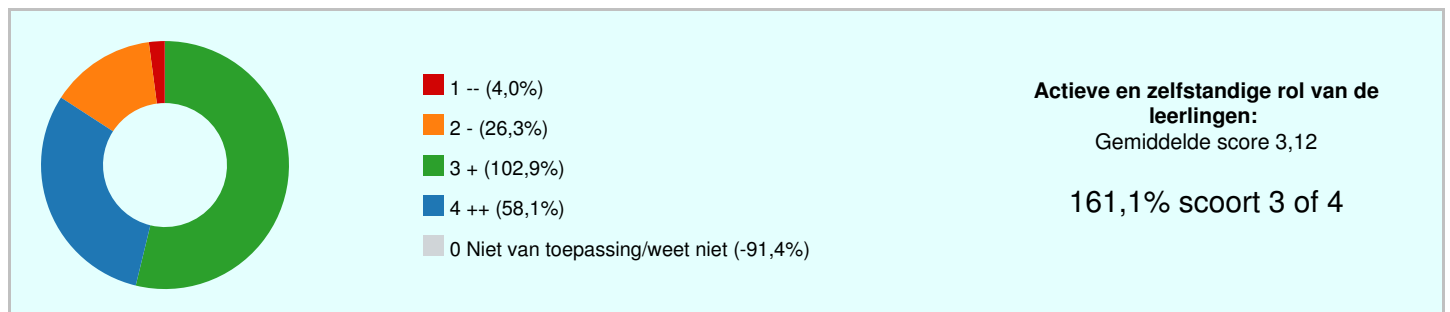 1 -- (4,0%)
2 - (26,3%)
3 + (102,9%)
4 ++ (58,1%)
0 Niet van toepassing/weet niet (-91,4%)
Actieve en zelfstandige rol van de
leerlingen:
Gemiddelde score 3,12
161,1% scoort 3 of 4